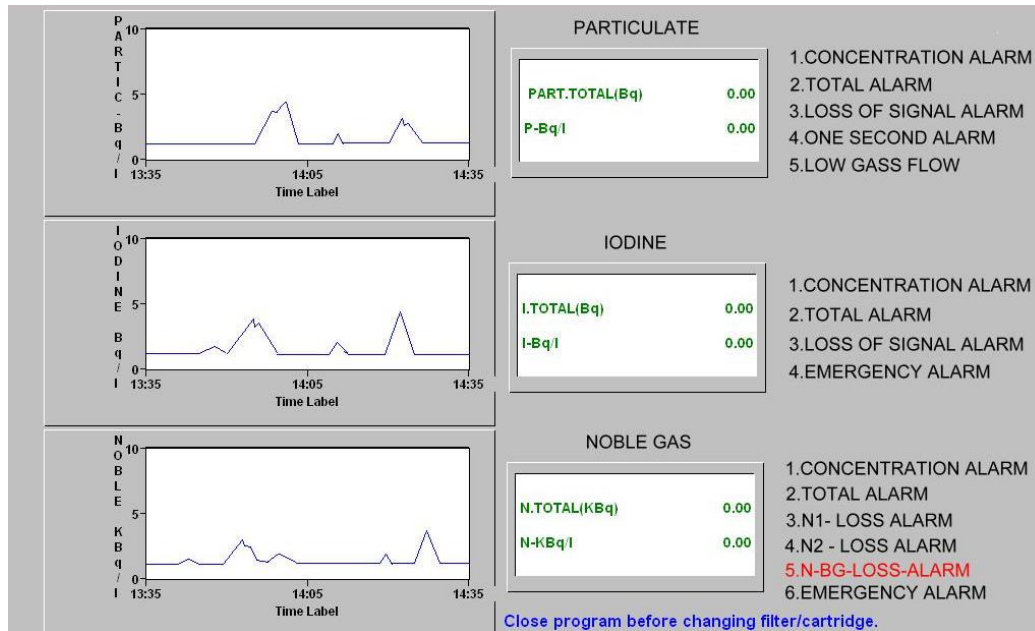 PARTIC-Bq/l
10
5
0
13:35 14:05 14:35
Time Label
PARTICULATE
PART.TOTAL(Bq) 0.00
P-Bq/l 0.00
1.CONCENTRATION ALARM
2.TOTAL ALARM
3.LOSS OF SIGNAL ALARM
4.ONE SECOND ALARM
5.LOW GASS FLOW
IODINE Bq/l
10
5
0
13:35 14:05 14:35
Time Label
IODINE
I.TOTAL(Bq) 0.00
I-Bq/l 0.00
1.CONCENTRATION ALARM
2.TOTAL ALARM
3.LOSS OF SIGNAL ALARM
4.EMERGENCY ALARM
NOBLE KBq/l
10
5
0
13:35 14:05 14:35
Time Label
NOBLE GAS
N.TOTAL(KBq) 0.00
N-KBq/l 0.00
1.CONCENTRATION ALARM
2.TOTAL ALARM
3.N1- LOSS ALARM
4.N2 - LOSS ALARM
5.N-BG-LOSS-ALARM
6.EMERGENCY ALARM
Close program before changing filter/cartridge.